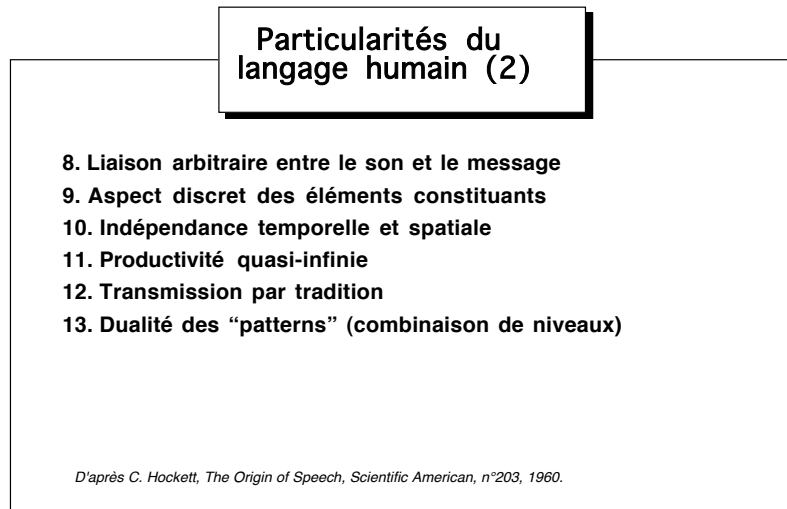 Particularités du
langage humain (2)
8. Liaison arbitraire entre le son et le message
9. Aspect discret des éléments constituants
10. Indépendance temporelle et spatiale
11. Productivité quasi-infinie
12. Transmission par tradition
13. Dualité des “patterns” (combinaison de niveaux)
D'après C. Hockett, The Origin of Speech, Scientific American, n°203, 1960.